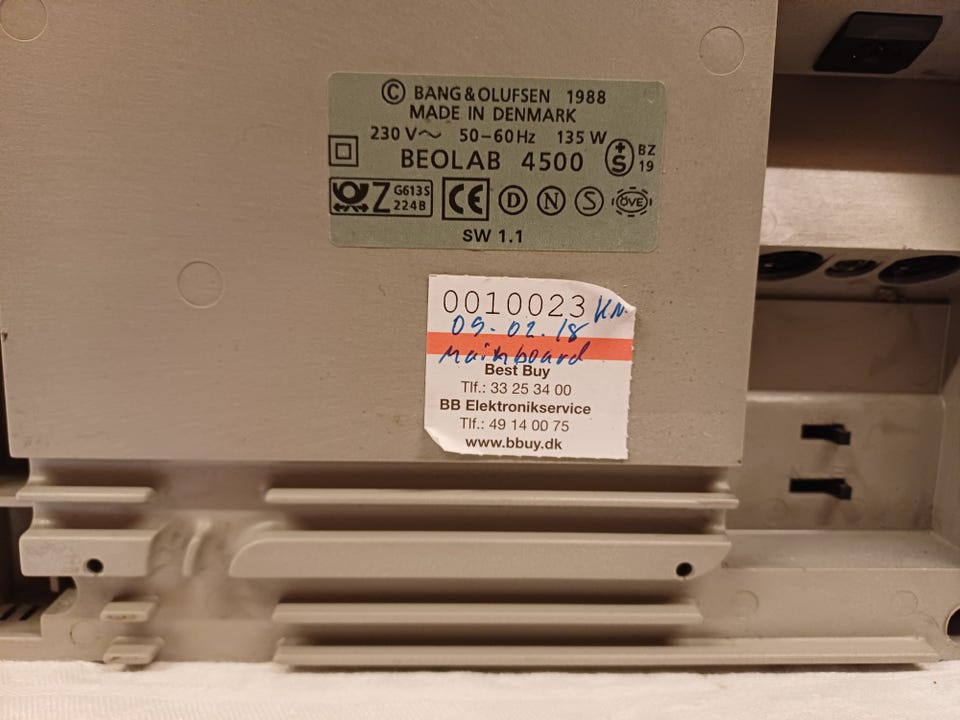 © BANG & OLUFSEN 1988
MADE IN DENMARK
230 V~ 50-60Hz 135 W
BEOLAB 4500
+S BZ 19
Z G613S 224B CE D N S ÖVE
SW 1.1
0010023 KN.
09-02-18
Mainboard
Best Buy
Tlf.: 33 25 34 00
BB Elektronikservice
Tlf.: 49 14 00 75
www.bbuy.dk